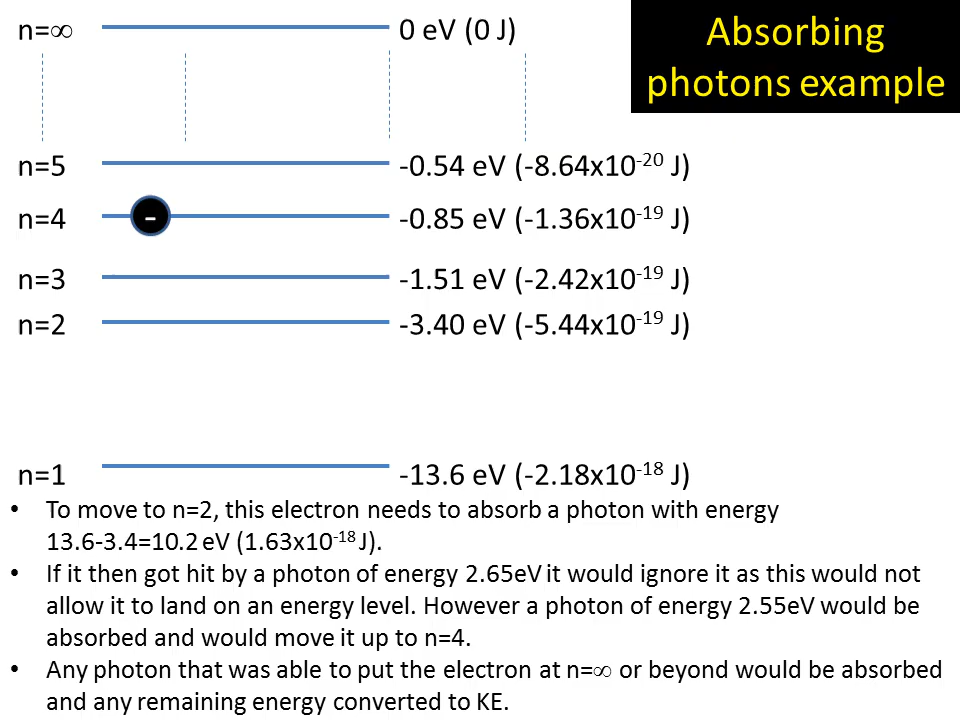 n=∞ 0 eV (0 J)
Absorbing
photons example
n=5 -0.54 eV (-8.64x10⁻²⁰ J)
n=4 - -0.85 eV (-1.36x10⁻¹⁹ J)
n=3 -1.51 eV (-2.42x10⁻¹⁹ J)
n=2 -3.40 eV (-5.44x10⁻¹⁹ J)
n=1 -13.6 eV (-2.18x10⁻¹⁸ J)
• To move to n=2, this electron needs to absorb a photon with energy
13.6-3.4=10.2 eV (1.63x10⁻¹⁸ J).
• If it then got hit by a photon of energy 2.65eV it would ignore it as this would not
allow it to land on an energy level. However a photon of energy 2.55eV would be
absorbed and would move it up to n=4.
• Any photon that was able to put the electron at n=∞ or beyond would be absorbed
and any remaining energy converted to KE.